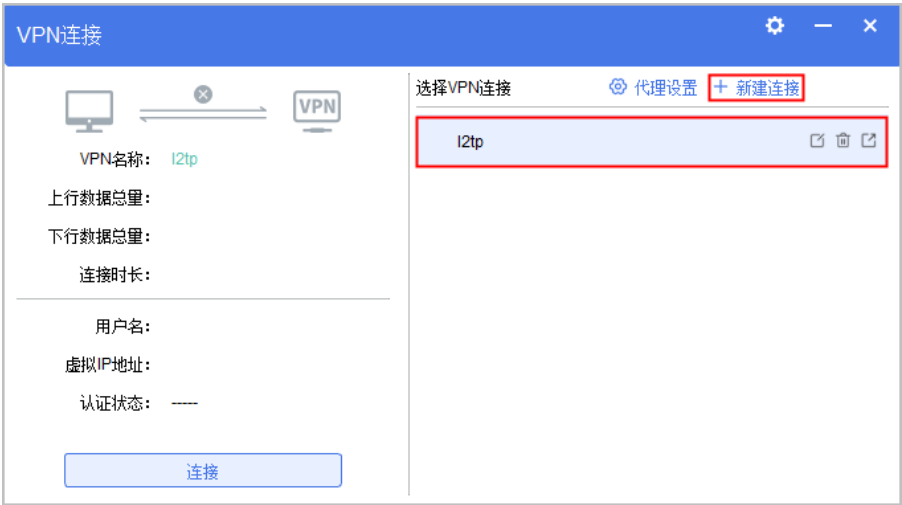 VPN连接
VPN
VPN名称： l2tp
上行数据总量：
下行数据总量：
连接时长：
用户名：
虚拟IP地址：
认证状态： -----
连接
选择VPN连接 代理设置 新建连接
l2tp